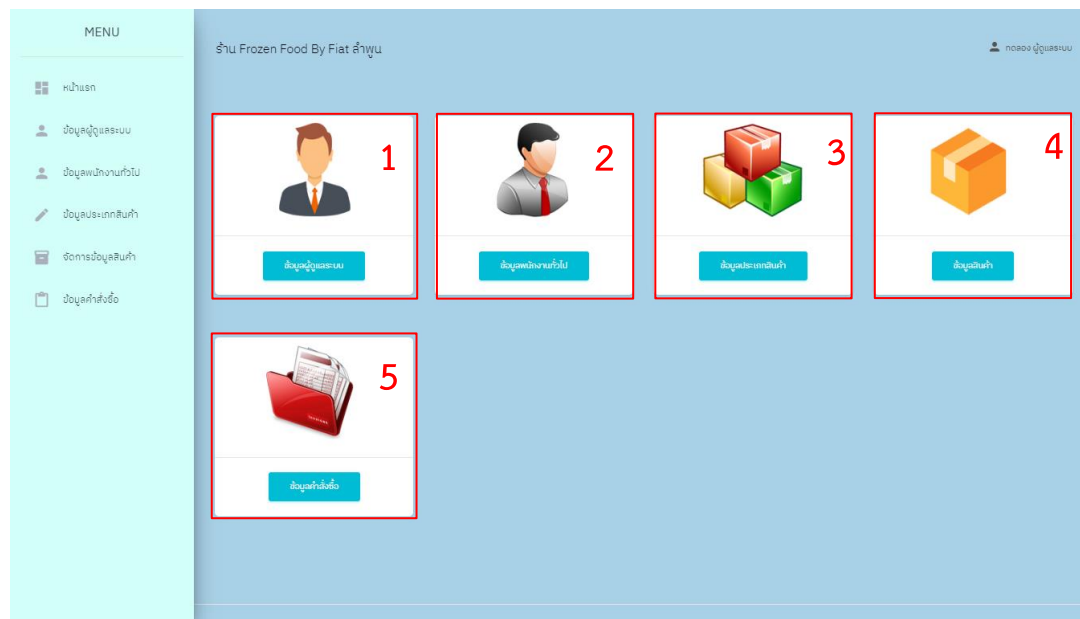 MENU
หน้าแรก
ข้อมูลผู้ดูแลระบบ
ข้อมูลพนักงานทั่วไป
ข้อมูลประเภทสินค้า
จัดการข้อมูลสินค้า
ข้อมูลคำสั่งซื้อ
ร้าน Frozen Food By Fiat ลำพูน
ทดลอง ผู้ดูแลระบบ
1
ข้อมูลผู้ดูแลระบบ
2
ข้อมูลพนักงานทั่วไป
3
ข้อมูลประเภทสินค้า
4
ข้อมูลสินค้า
5
ข้อมูลคำสั่งซื้อ